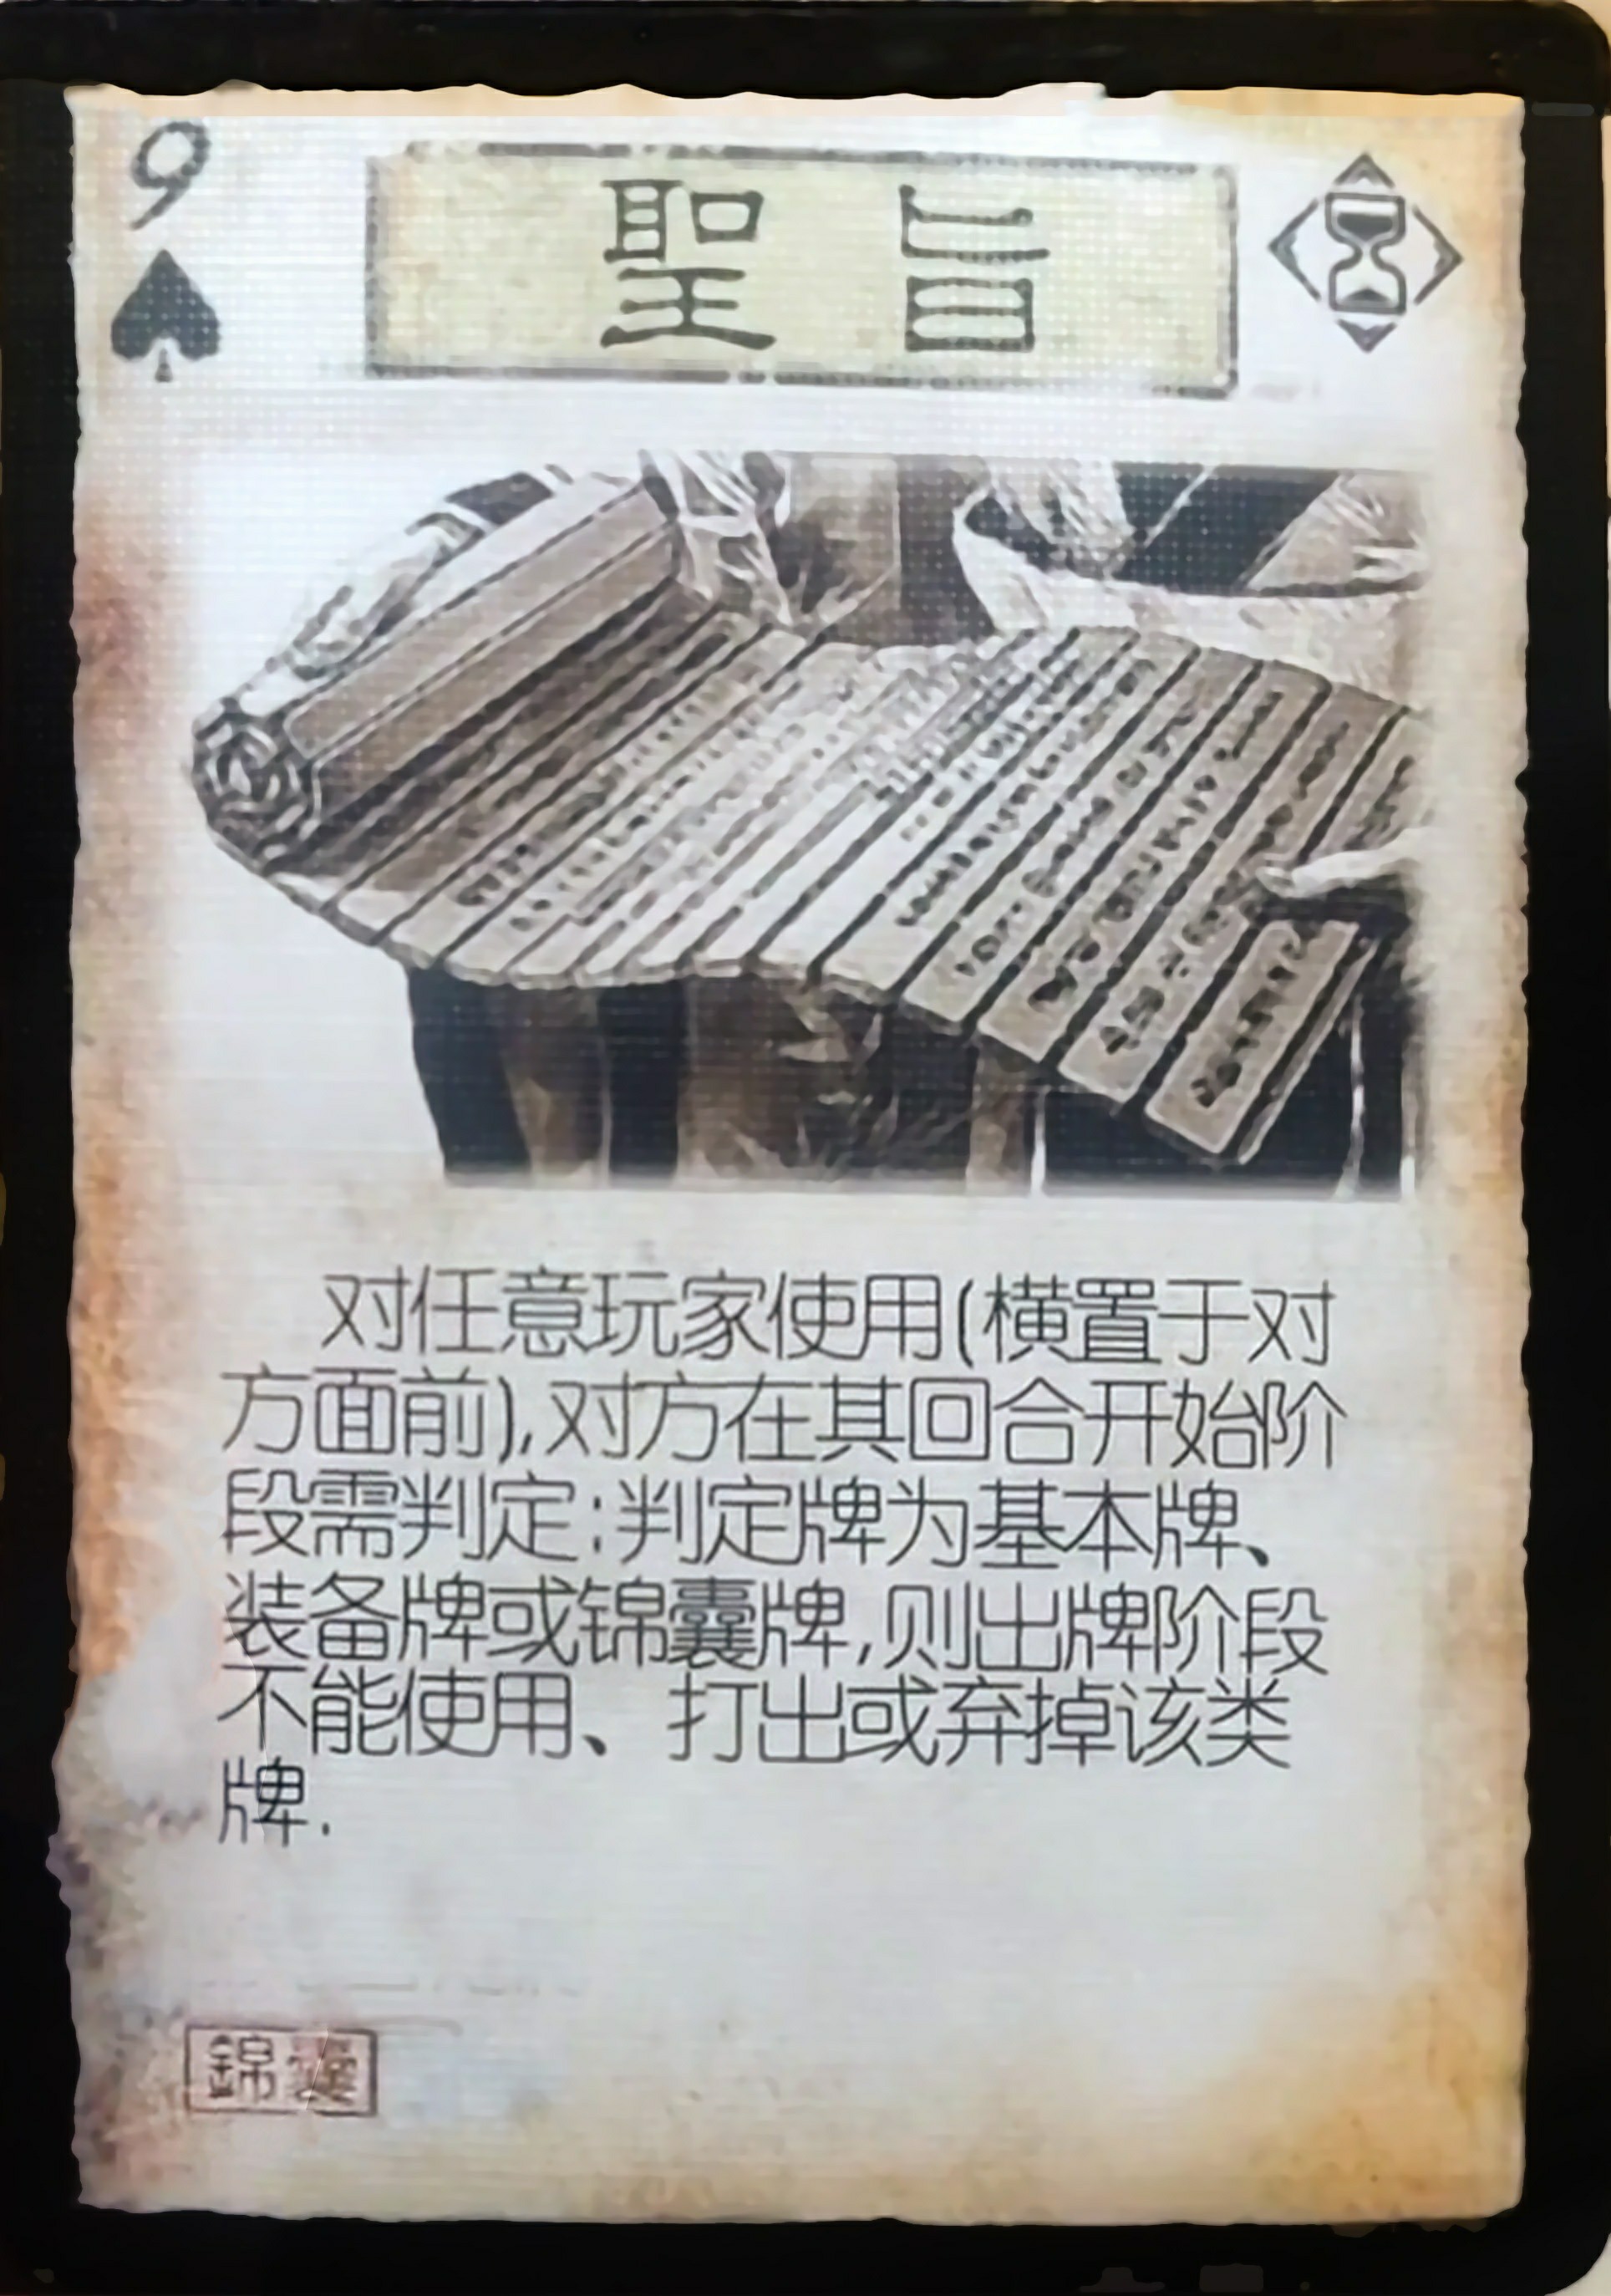 9
聖旨
对任意玩家使用(横置于对
方面前),对方在其回合开始阶
段需判定:判定牌为基本牌、
装备牌或锦囊牌,则出牌阶段
不能使用、打出或弃掉该类
牌.
錦囊